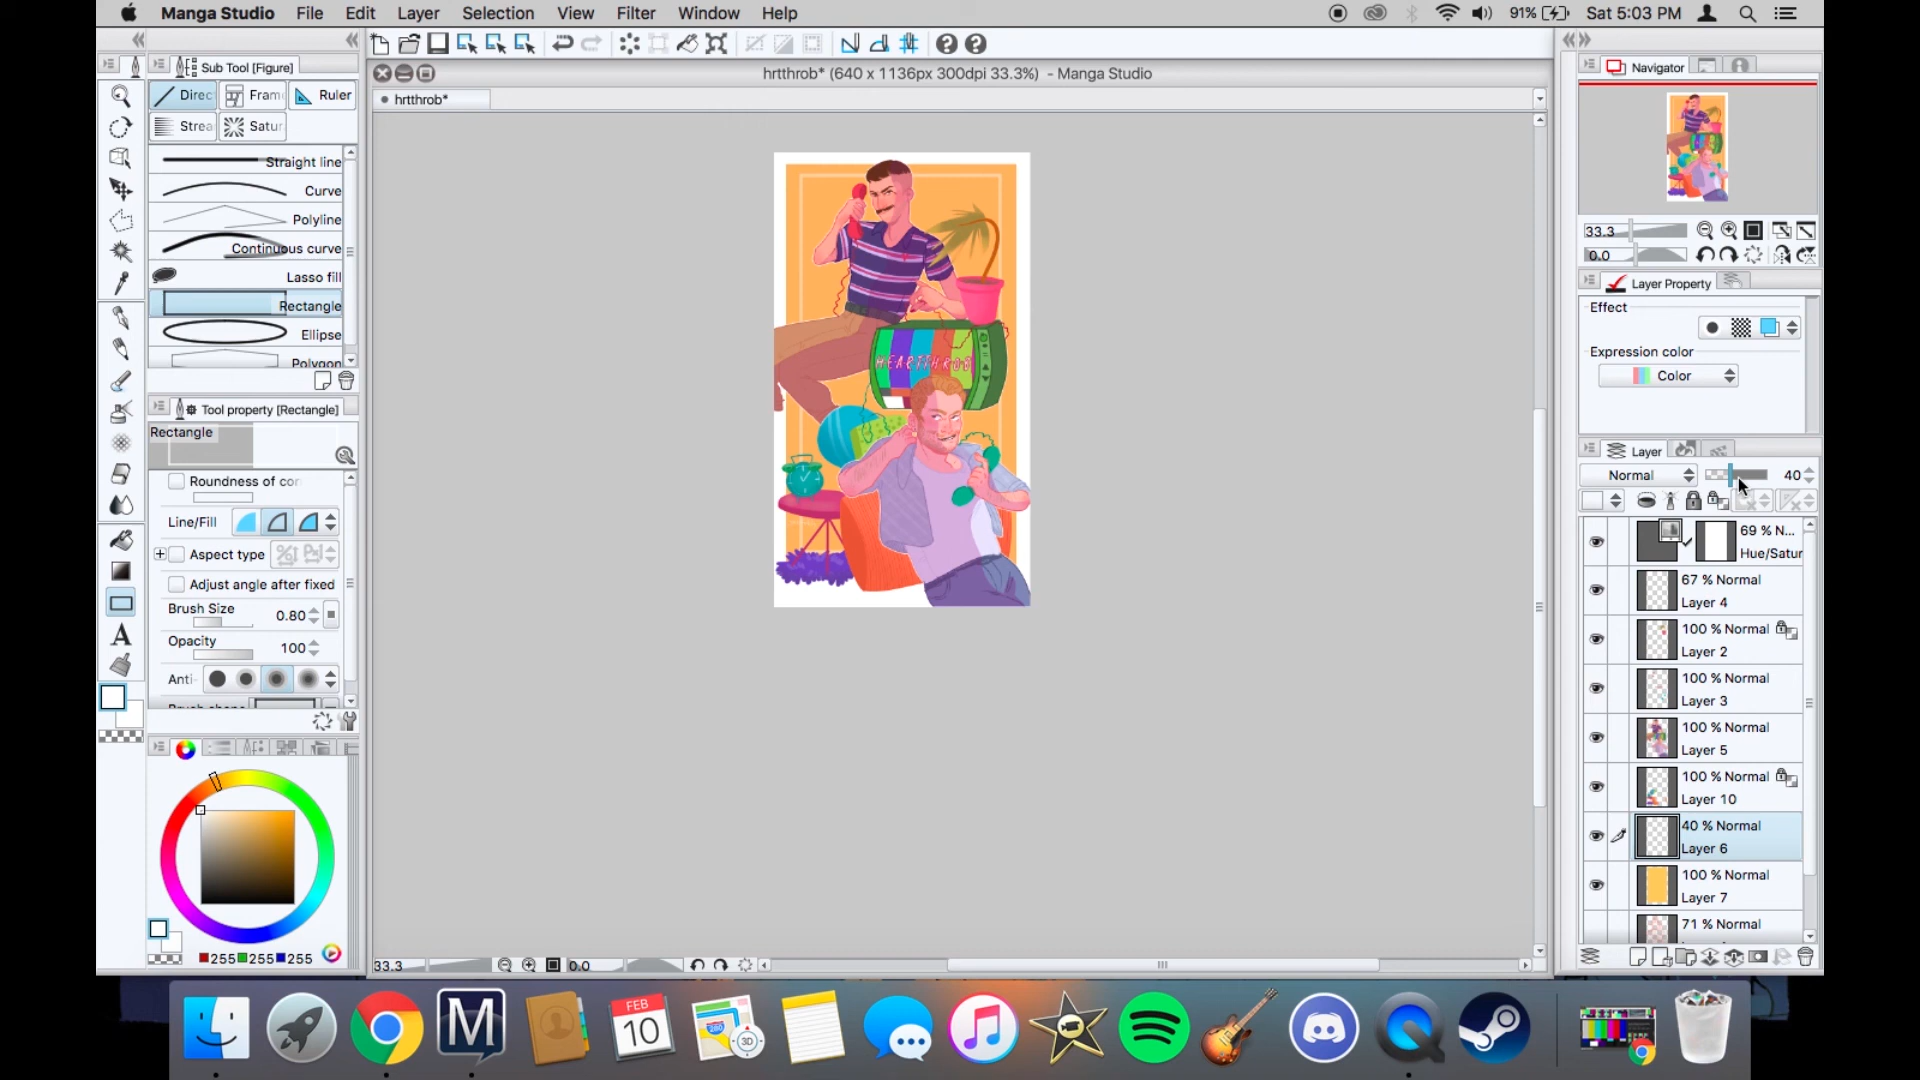 Manga Studio File Edit Layer Selection View Filter Window Help
91% Sat 5:03 PM
hrtthrob* (640 x 1136px 300dpi 33.3%) - Manga Studio
hrtthrob*
Sub Tool [Figure]
Direc Fram Ruler
Strea Satur
Straight line
Curve
Polyline
Continuous curve
Lasso fill
Rectangle
Ellipse
Polygon
Tool property [Rectangle]
Rectangle
Roundness of cor
Line/Fill
Aspect type
Adjust angle after fixed
Brush Size 0.80
Opacity 100
Anti-
255 255 255
HEARTTHROB
33.3 0.0
Navigator
33.3
0.0
Layer Property
Effect
Expression color
Color
Layer
Normal 40
69 % N...
Hue/Satur
67 % Normal
Layer 4
100 % Normal
Layer 2
100 % Normal
Layer 3
100 % Normal
Layer 5
100 % Normal
Layer 10
40 % Normal
Layer 6
100 % Normal
Layer 7
71 % Normal
FEB
10
280
3D